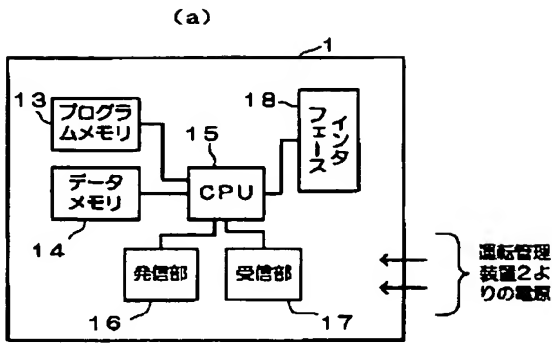 (a)
1
13
プログラ
ムメモリ
18
インタ
フェース
15
CPU
データ
メモリ
14
発信部
受信部
16
17
運転管理
装置2よ
りの電源